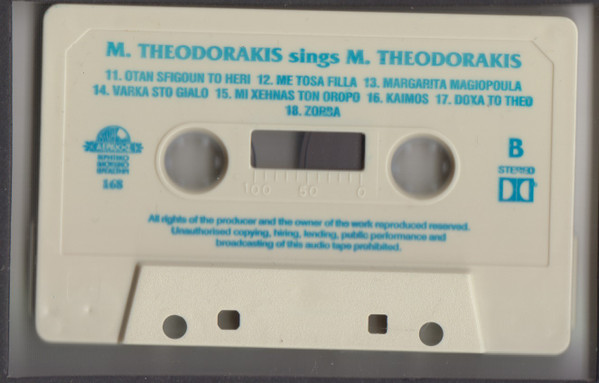 M. THEODORAKIS sings M. THEODORAKIS
11. OTAN SFIGOUN TO HERI 12. ME TOSA FILLA 13. MARGARITA MAGIOPOULA
14. VARKA STO GIALO 15. MI XEHNAS TON OROPO 16. KAIMOS 17. DOXA TO THEO
18. ZORBA
168
B
STEREO
100 50 0
All rights of the producer and the owner of the work reproduced reserved.
Unauthorised copying, hiring, lending, public performance and
broadcasting of this audio tape prohibited.